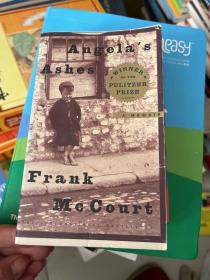 Angela's
Ashes
WINNER
OF THE
PULITZER
PRIZE
A MEMOIR
Frank
McCourt
easy